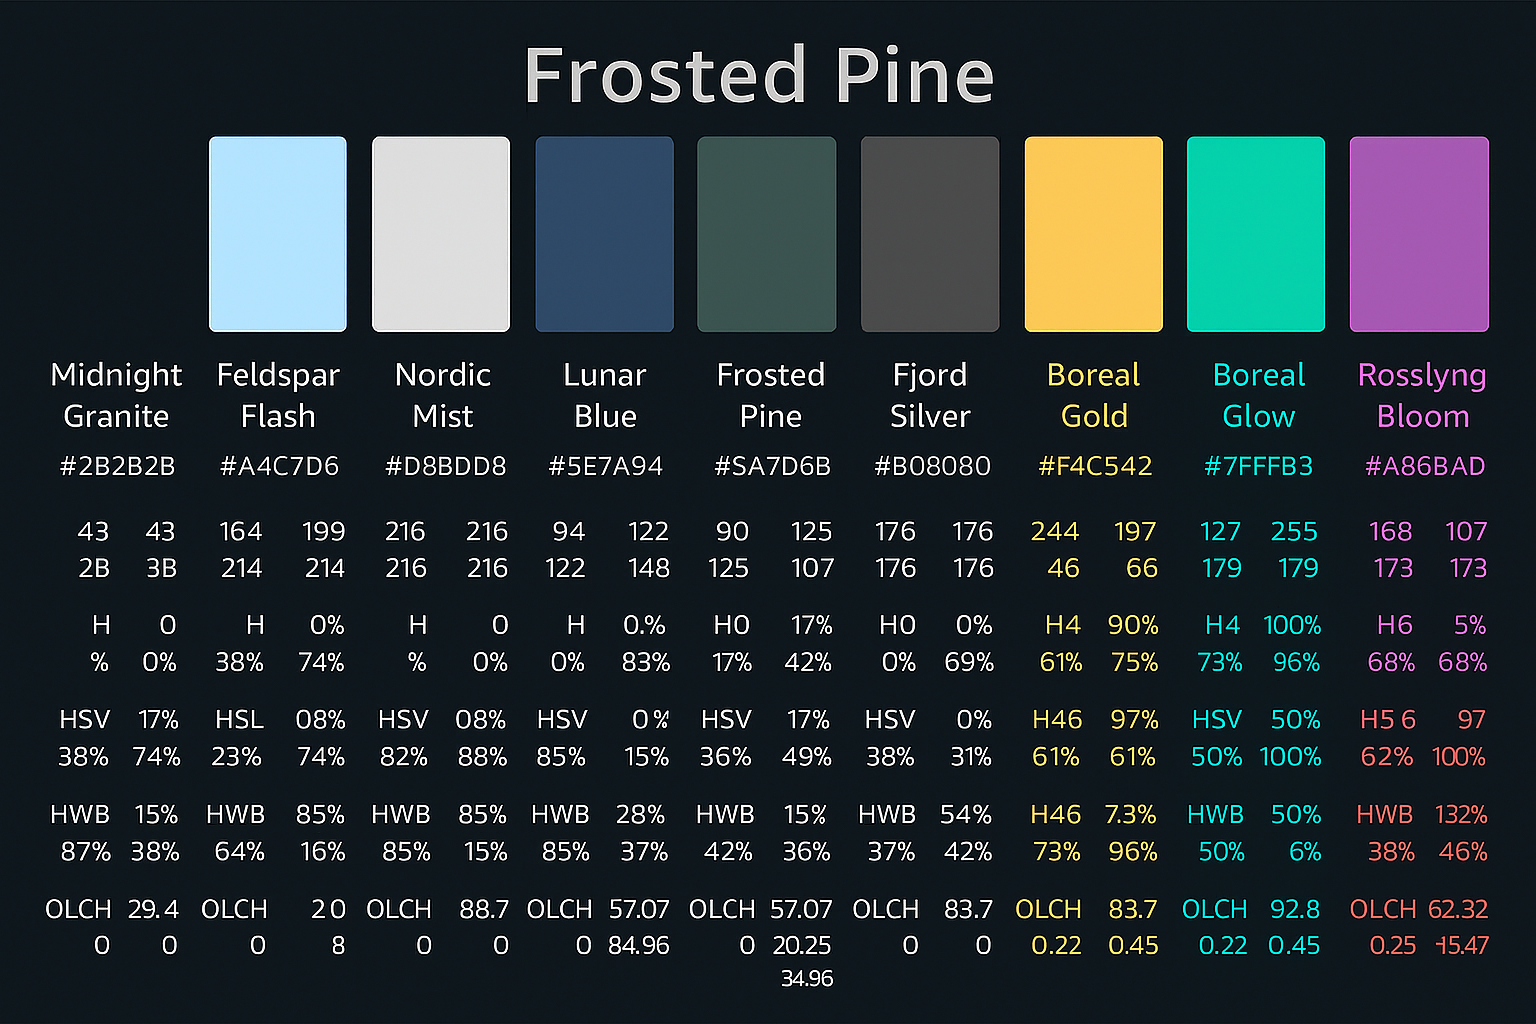 Frosted Pine
Midnight Feldspar Nordic Lunar Frosted Fjord Boreal Boreal Rosslyng
Granite Flash Mist Blue Pine Silver Gold Glow Bloom
#2B2B2B #A4C7D6 #D8BDD8 #5E7A94 #SA7D6B #B08080 #F4C542 #7FFFB3 #A86BAD
43 43 164 199 216 216 94 122 90 125 176 176 244 197 127 255 168 107
2B 3B 214 214 216 216 122 148 125 107 176 176 46 66 179 179 173 173
H 0 H 0% H 0 H 0.% H0 17% H0 0% H4 90% H4 100% H6 5%
% 0% 38% 74% % 0% 0% 83% 17% 42% 0% 69% 61% 75% 73% 96% 68% 68%
HSV 17% HSL 08% HSV 08% HSV 0% HSV 17% HSV 0% H46 97% HSV 50% H5 6 97
38% 74% 23% 74% 82% 88% 85% 15% 36% 49% 38% 31% 61% 61% 50% 100% 62% 100%
HWB 15% HWB 85% HWB 85% HWB 28% HWB 15% HWB 54% H46 7.3% HWB 50% HWB 132%
87% 38% 64% 16% 85% 15% 85% 37% 42% 36% 37% 42% 73% 96% 50% 6% 38% 46%
OLCH 29.4 OLCH 20 OLCH 88.7 OLCH 57.07 OLCH 57.07 OLCH 83.7 OLCH 83.7 OLCH 92.8 OLCH 62.32
0 0 0 8 0 0 0 84.96 0 20.25 0 0 0.22 0.45 0.22 0.45 0.25 -15.47
34.96